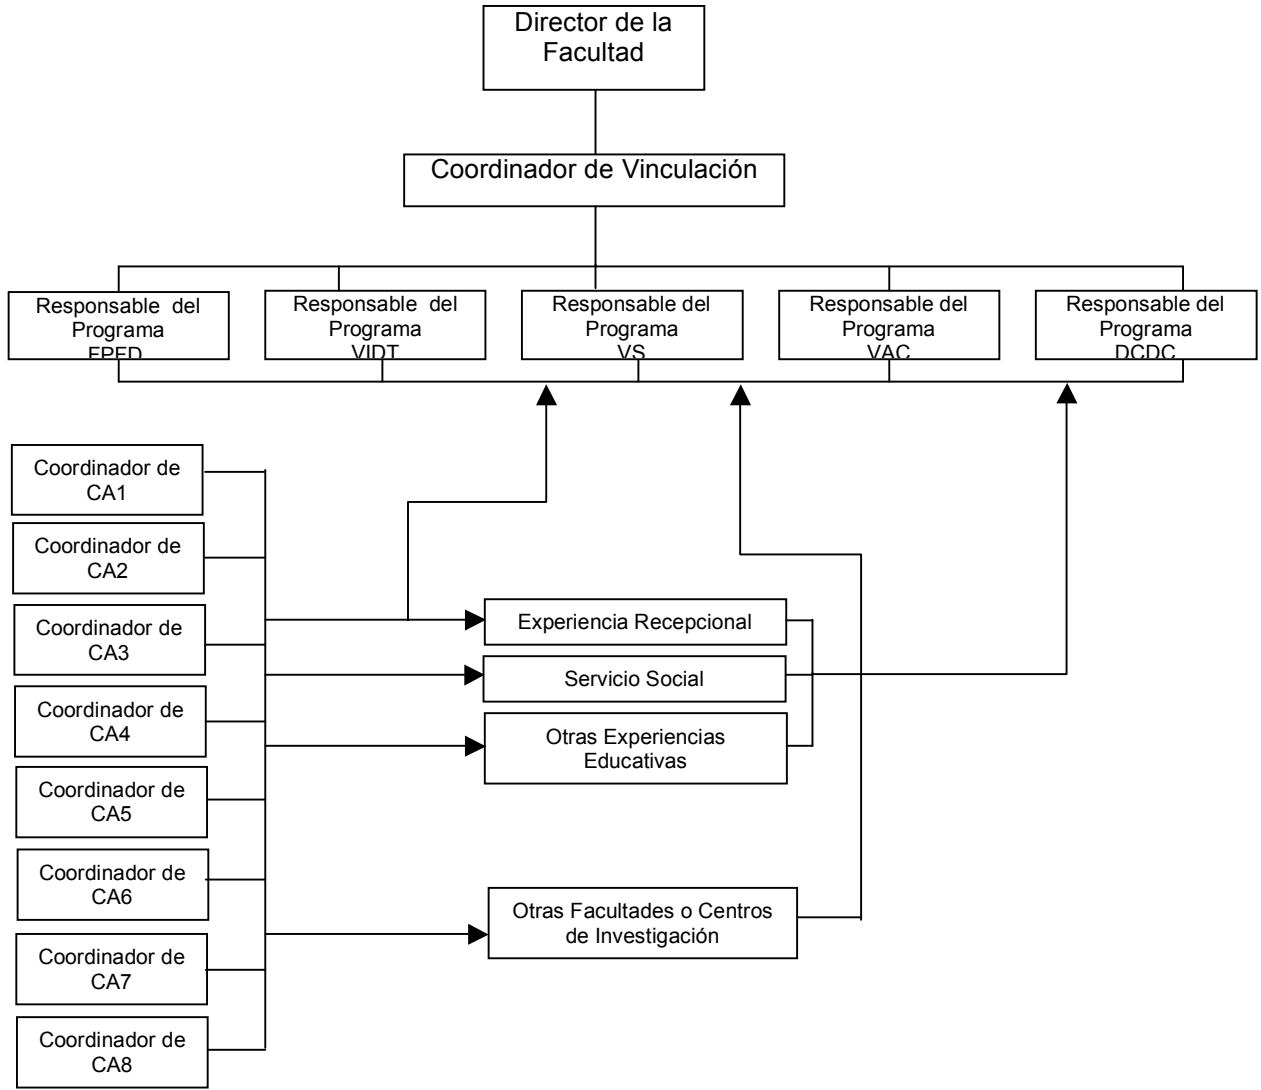 Director de la
Facultad
Coordinador de Vinculación
Responsable del
Programa
Responsable del
Programa
VIDT
Responsable del
Programa
VS
Responsable del
Programa
VAC
Responsable del
Programa
DCDC
Coordinador de
CA1
Coordinador de
CA2
Coordinador de
CA3
Coordinador de
CA4
Coordinador de
CA5
Coordinador de
CA6
Coordinador de
CA7
Coordinador de
CA8
Experiencia Recepcional
Servicio Social
Otras Experiencias
Educativas
Otras Facultades o Centros
de Investigación